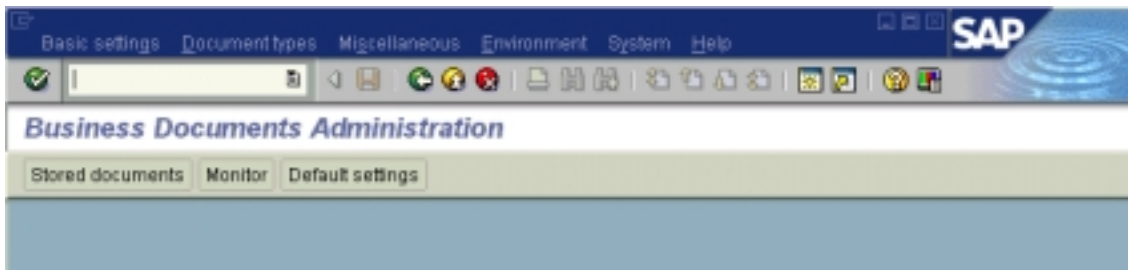 Basic settings Document types Miscellaneous Environment System Help
SAP
Business Documents Administration
Stored documents Monitor Default settings